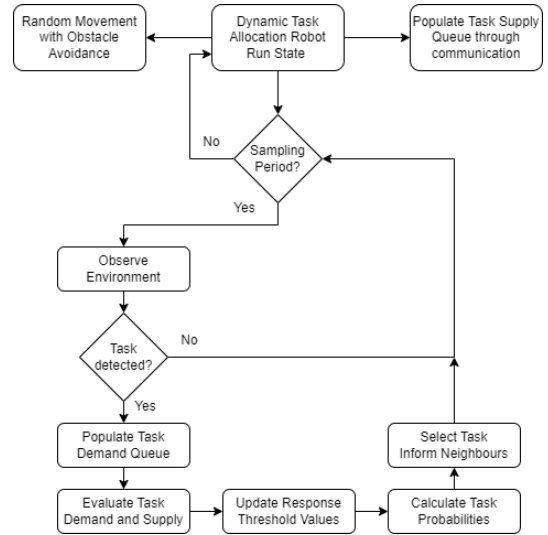 Random Movement
with Obstacle
Avoidance
Dynamic Task
Allocation Robot
Run State
Populate Task Supply
Queue through
communication
No
Sampling
Period?
Yes
Observe
Environment
Task
detected?
No
Yes
Populate Task
Demand Queue
Select Task
Inform Neighbours
Evaluate Task
Demand and Supply
Update Response
Threshold Values
Calculate Task
Probabilities